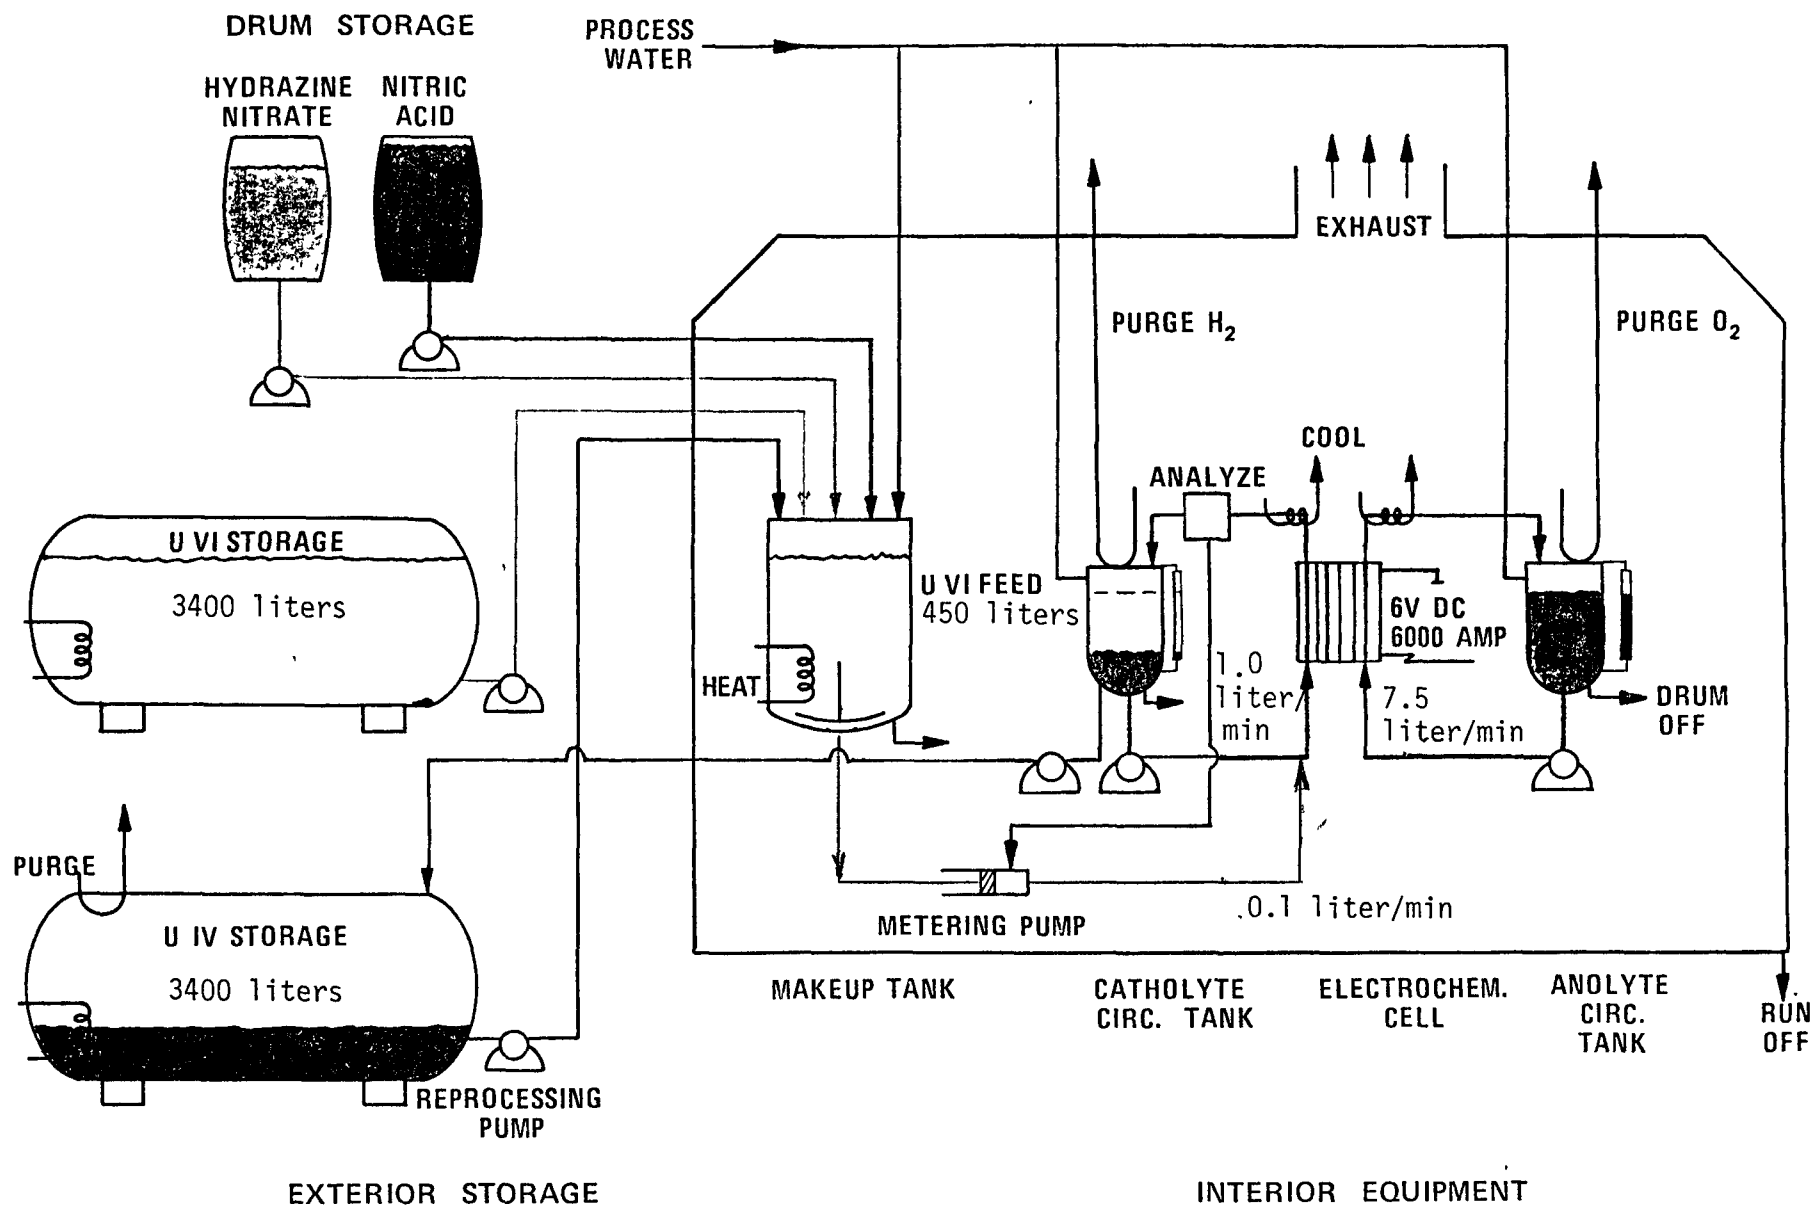 DRUM STORAGE
HYDRAZINE
NITRATE
NITRIC
ACID
PROCESS
WATER
EXHAUST
PURGE H2
PURGE O2
COOL
ANALYZE
U VI STORAGE
3400 liters
U VI FEED
450 liters
HEAT
6V DC
6000 AMP
1.0
liter/
min
7.5
liter/min
DRUM
OFF
PURGE
U IV STORAGE
3400 liters
METERING PUMP
.0.1 liter/min
MAKEUP TANK
CATHOLYTE
CIRC. TANK
ELECTROCHEM.
CELL
ANOLYTE
CIRC.
TANK
RUN
OFF
REPROCESSING
PUMP
EXTERIOR STORAGE
INTERIOR EQUIPMENT